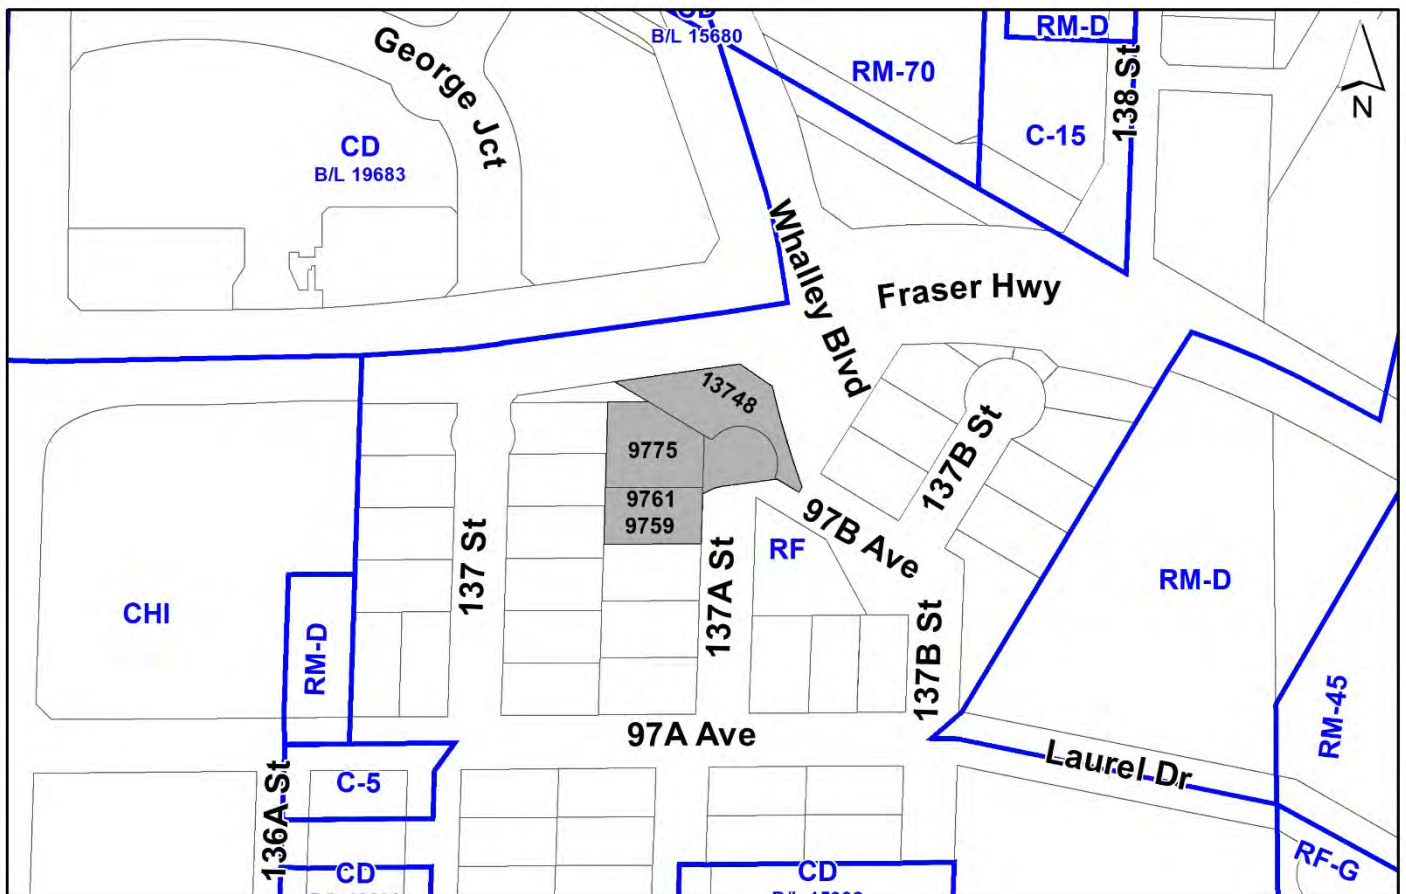 CD
B/L 15680
RM-D
George Jct
RM-70
138 St
C-15
CD
B/L 19683
N
Whalley Blvd
Fraser Hwy
13748
9775
9761
9759
137B St
97B Ave
137 St
137A St
RF
RM-D
CHI
RM-D
137B St
RM-45
97A Ave
Laurel Dr
C-5
136A St
CD
CD
RF-G